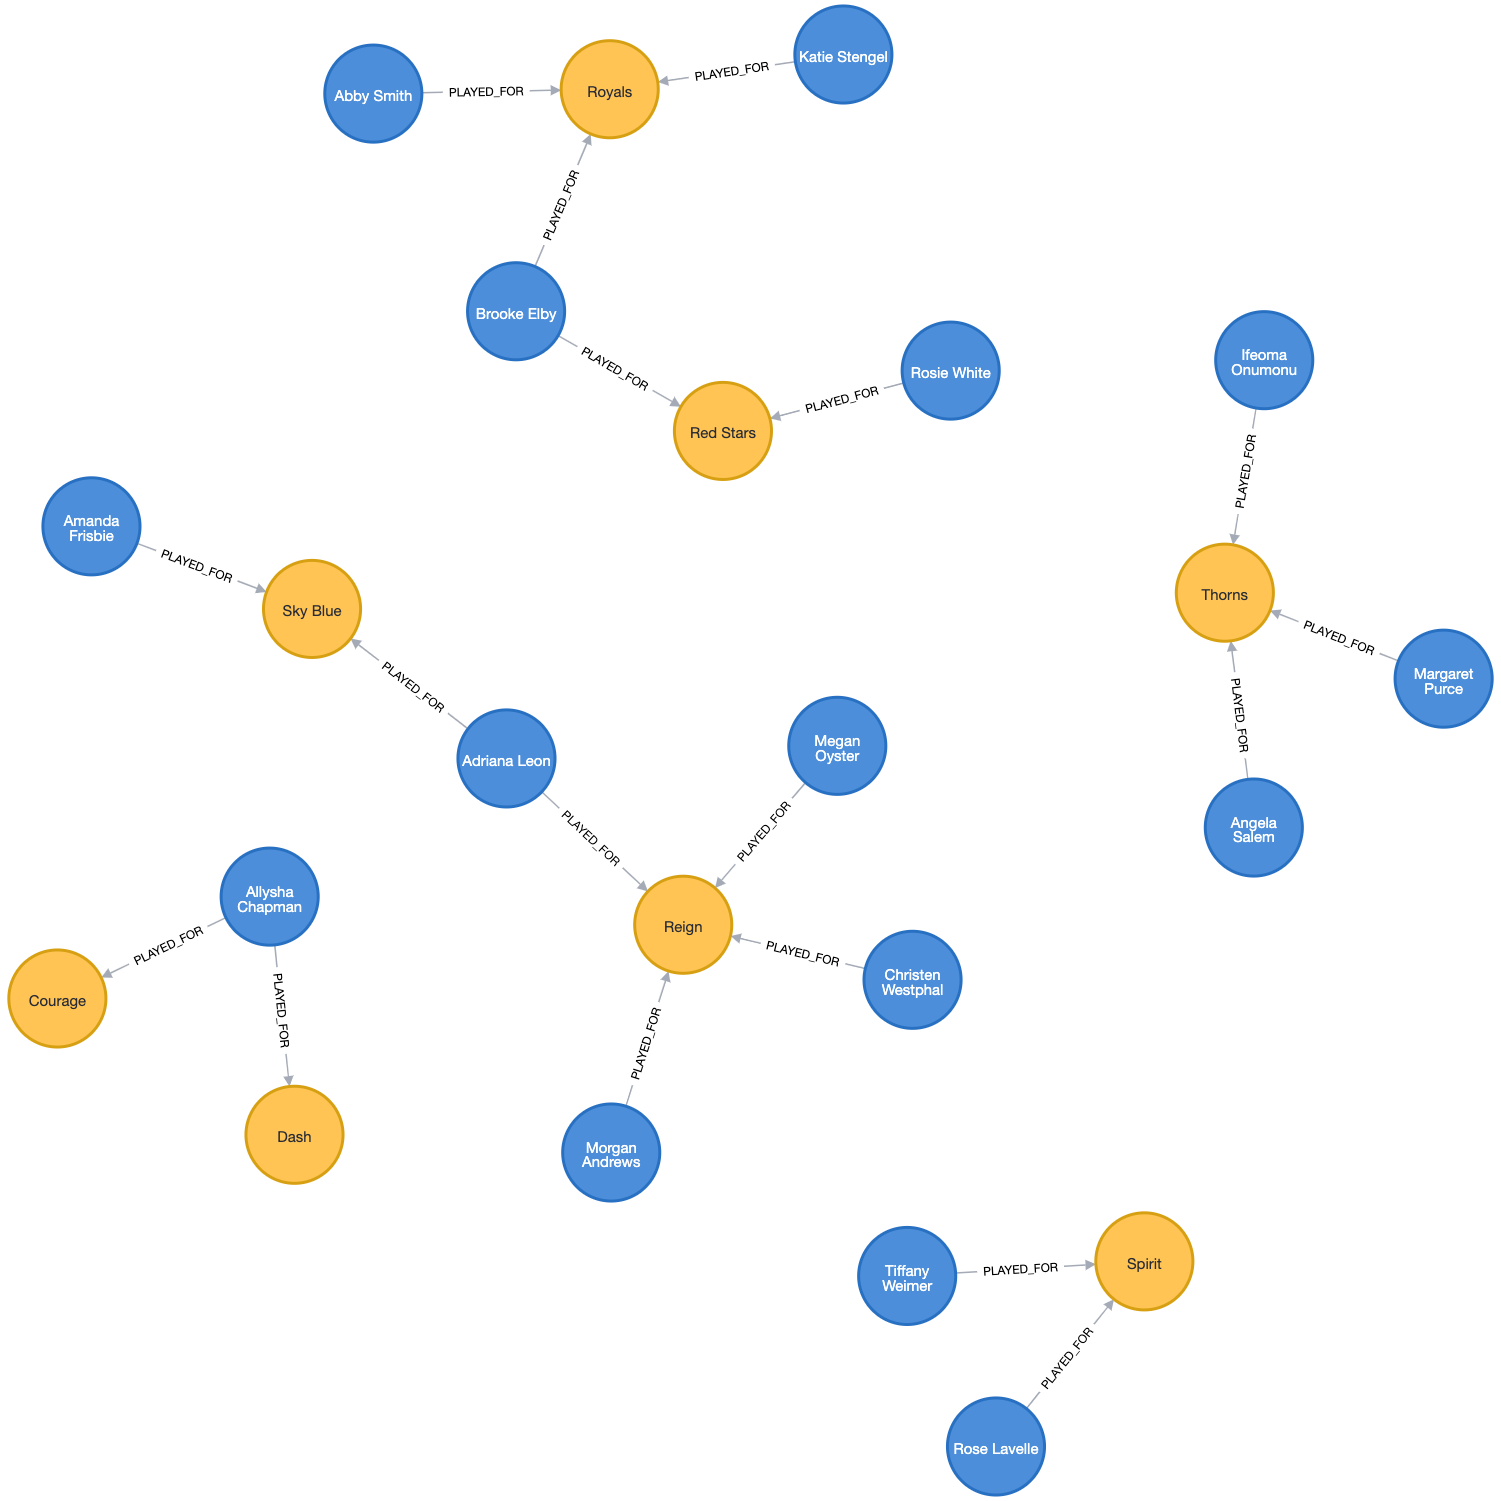 Katie Stengel
PLAYED_FOR
Abby Smith
PLAYED_FOR
Royals
PLAYED_FOR
Brooke Elby
PLAYED_FOR
Rosie White
PLAYED_FOR
Red Stars
Ifeoma
Onumonu
PLAYED_FOR
Thorns
PLAYED_FOR
Margaret
Purce
PLAYED_FOR
Angela
Salem
Amanda
Frisbie
PLAYED_FOR
Sky Blue
PLAYED_FOR
Adriana Leon
PLAYED_FOR
Megan
Oyster
PLAYED_FOR
Reign
PLAYED_FOR
Christen
Westphal
PLAYED_FOR
Morgan
Andrews
Allysha
Chapman
PLAYED_FOR
Courage
PLAYED_FOR
Dash
Tiffany
Weimer
PLAYED_FOR
Spirit
PLAYED_FOR
Rose Lavelle